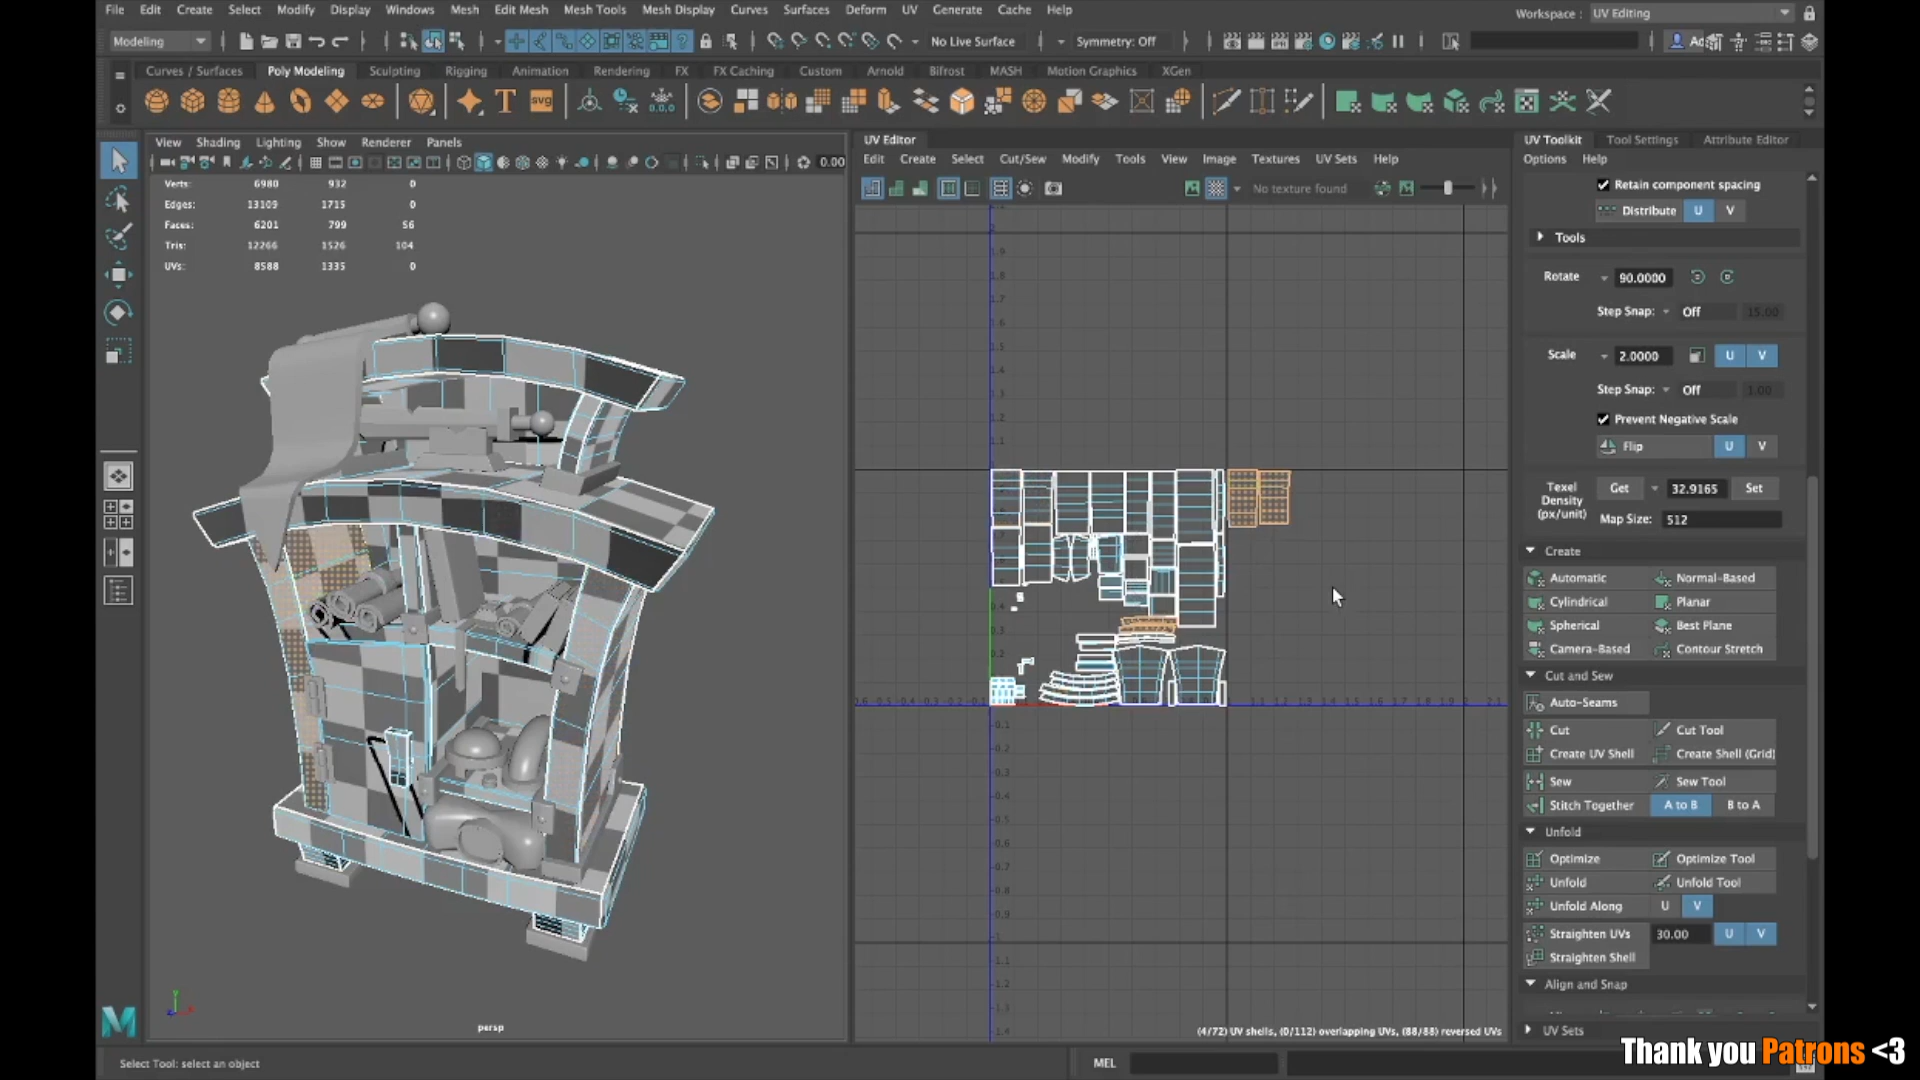 File Edit Create Select Modify Display Windows Mesh Edit Mesh Mesh Tools Mesh Display Curves Surfaces Deform UV Generate Cache Help
Workspace : UV Editing
Modeling No Live Surface Symmetry: Off
Curves / Surfaces Poly Modeling Sculpting Rigging Animation Rendering FX FX Caching Custom Arnold Bifrost MASH Motion Graphics XGen
View Shading Lighting Show Renderer Panels
0.00
Verts: 6980 932 0
Edges: 13109 1715 0
Faces: 6201 799 56
Tris: 12266 1526 104
UVs: 8588 1335 0
persp
UV Editor
Edit Create Select Cut/Sew Modify Tools View Image Textures UV Sets Help
No texture found
(4/72) UV shells, (0/112) overlapping UVs, (88/88) reversed UVs
UV Toolkit Tool Settings Attribute Editor
Options Help
Retain component spacing
Distribute U V
Tools
Rotate 90.0000
Step Snap: Off 15.00
Scale 2.0000 U V
Step Snap: Off 1.00
Prevent Negative Scale
Flip U V
Texel Density (px/unit) Get 32.9165 Set
Map Size: 512
Create
Automatic Normal-Based
Cylindrical Planar
Spherical Best Plane
Camera-Based Contour Stretch
Cut and Sew
Auto-Seams
Cut Cut Tool
Create UV Shell Create Shell (Grid)
Sew Sew Tool
Stitch Together A to B B to A
Unfold
Optimize Optimize Tool
Unfold Unfold Tool
Unfold Along U V
Straighten UVs 30.00 U V
Straighten Shell
Align and Snap
UV Sets
Select Tool: select an object
MEL
Thank you Patrons <3